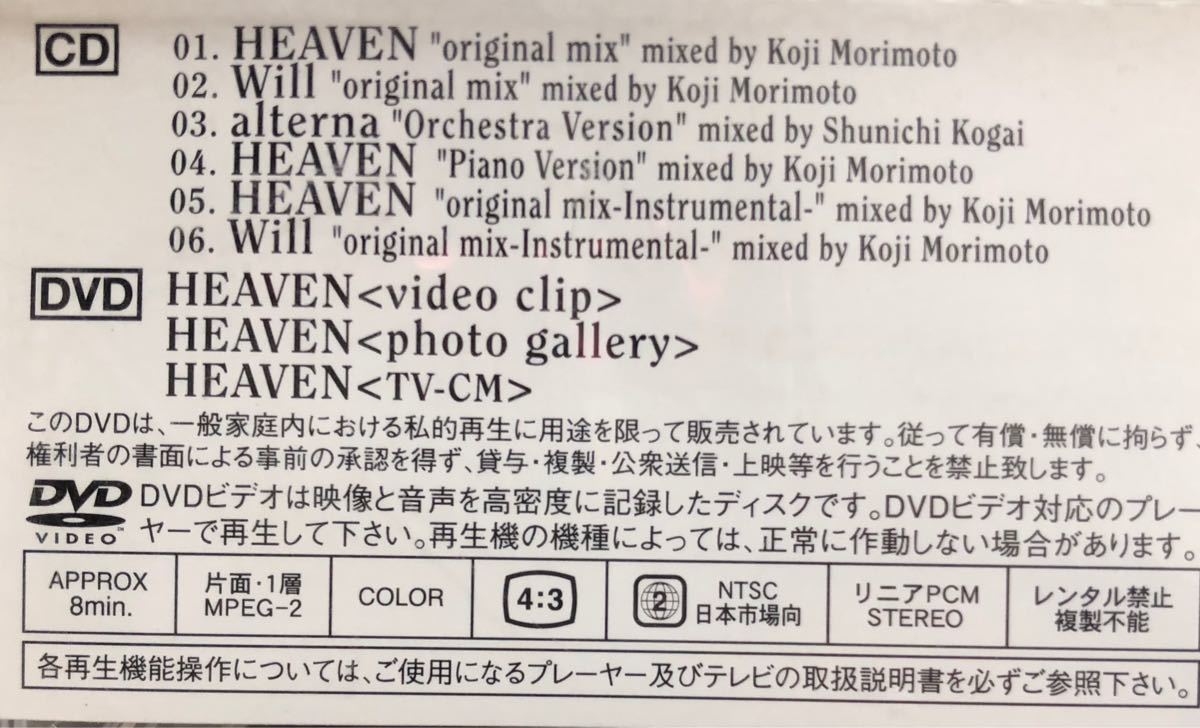 CD
01. HEAVEN "original mix" mixed by Koji Morimoto
02. Will "original mix" mixed by Koji Morimoto
03. alterna "Orchestra Version" mixed by Shunichi Kogai
04. HEAVEN "Piano Version" mixed by Koji Morimoto
05. HEAVEN "original mix-Instrumental-" mixed by Koji Morimoto
06. Will "original mix-Instrumental-" mixed by Koji Morimoto
DVD HEAVEN<video clip>
HEAVEN<photo gallery>
HEAVEN<TV-CM>
このDVDは、一般家庭内における私的再生に用途を限って販売されています。従って有償・無償に拘らず、
権利者の書面による事前の承認を得ず、貸与・複製・公衆送信・上映等を行うことを禁止致します。
DVD VIDEO™
DVDビデオは映像と音声を高密度に記録したディスクです。DVDビデオ対応のプレー
ヤーで再生して下さい。再生機の機種によっては、正常に作動しない場合があります。
APPROX
8min.
片面・1層
MPEG-2
COLOR
4:3
2
NTSC
日本市場向
リニアPCM
STEREO
レンタル禁止
複製不能
各再生機能操作については、ご使用になるプレーヤー及びテレビの取扱説明書を必ずご参照下さい。